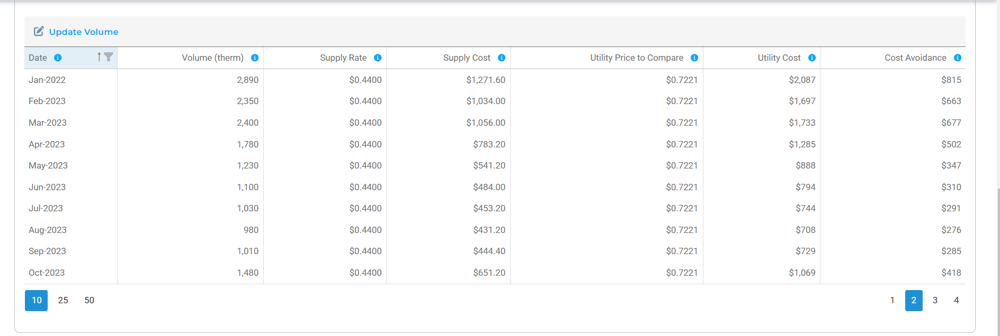 Update Volume
Date Volume (therm) Supply Rate Supply Cost Utility Price to Compare Utility Cost Cost Avoidance
Jan-2022 2,890 $0.4400 $1,271.60 $0.7221 $2,087 $815
Feb-2023 2,350 $0.4400 $1,034.00 $0.7221 $1,697 $663
Mar-2023 2,400 $0.4400 $1,056.00 $0.7221 $1,733 $677
Apr-2023 1,780 $0.4400 $783.20 $0.7221 $1,285 $502
May-2023 1,230 $0.4400 $541.20 $0.7221 $888 $347
Jun-2023 1,100 $0.4400 $484.00 $0.7221 $794 $310
Jul-2023 1,030 $0.4400 $453.20 $0.7221 $744 $291
Aug-2023 980 $0.4400 $431.20 $0.7221 $708 $276
Sep-2023 1,010 $0.4400 $444.40 $0.7221 $729 $285
Oct-2023 1,480 $0.4400 $651.20 $0.7221 $1,069 $418
10 25 50 1 2 3 4